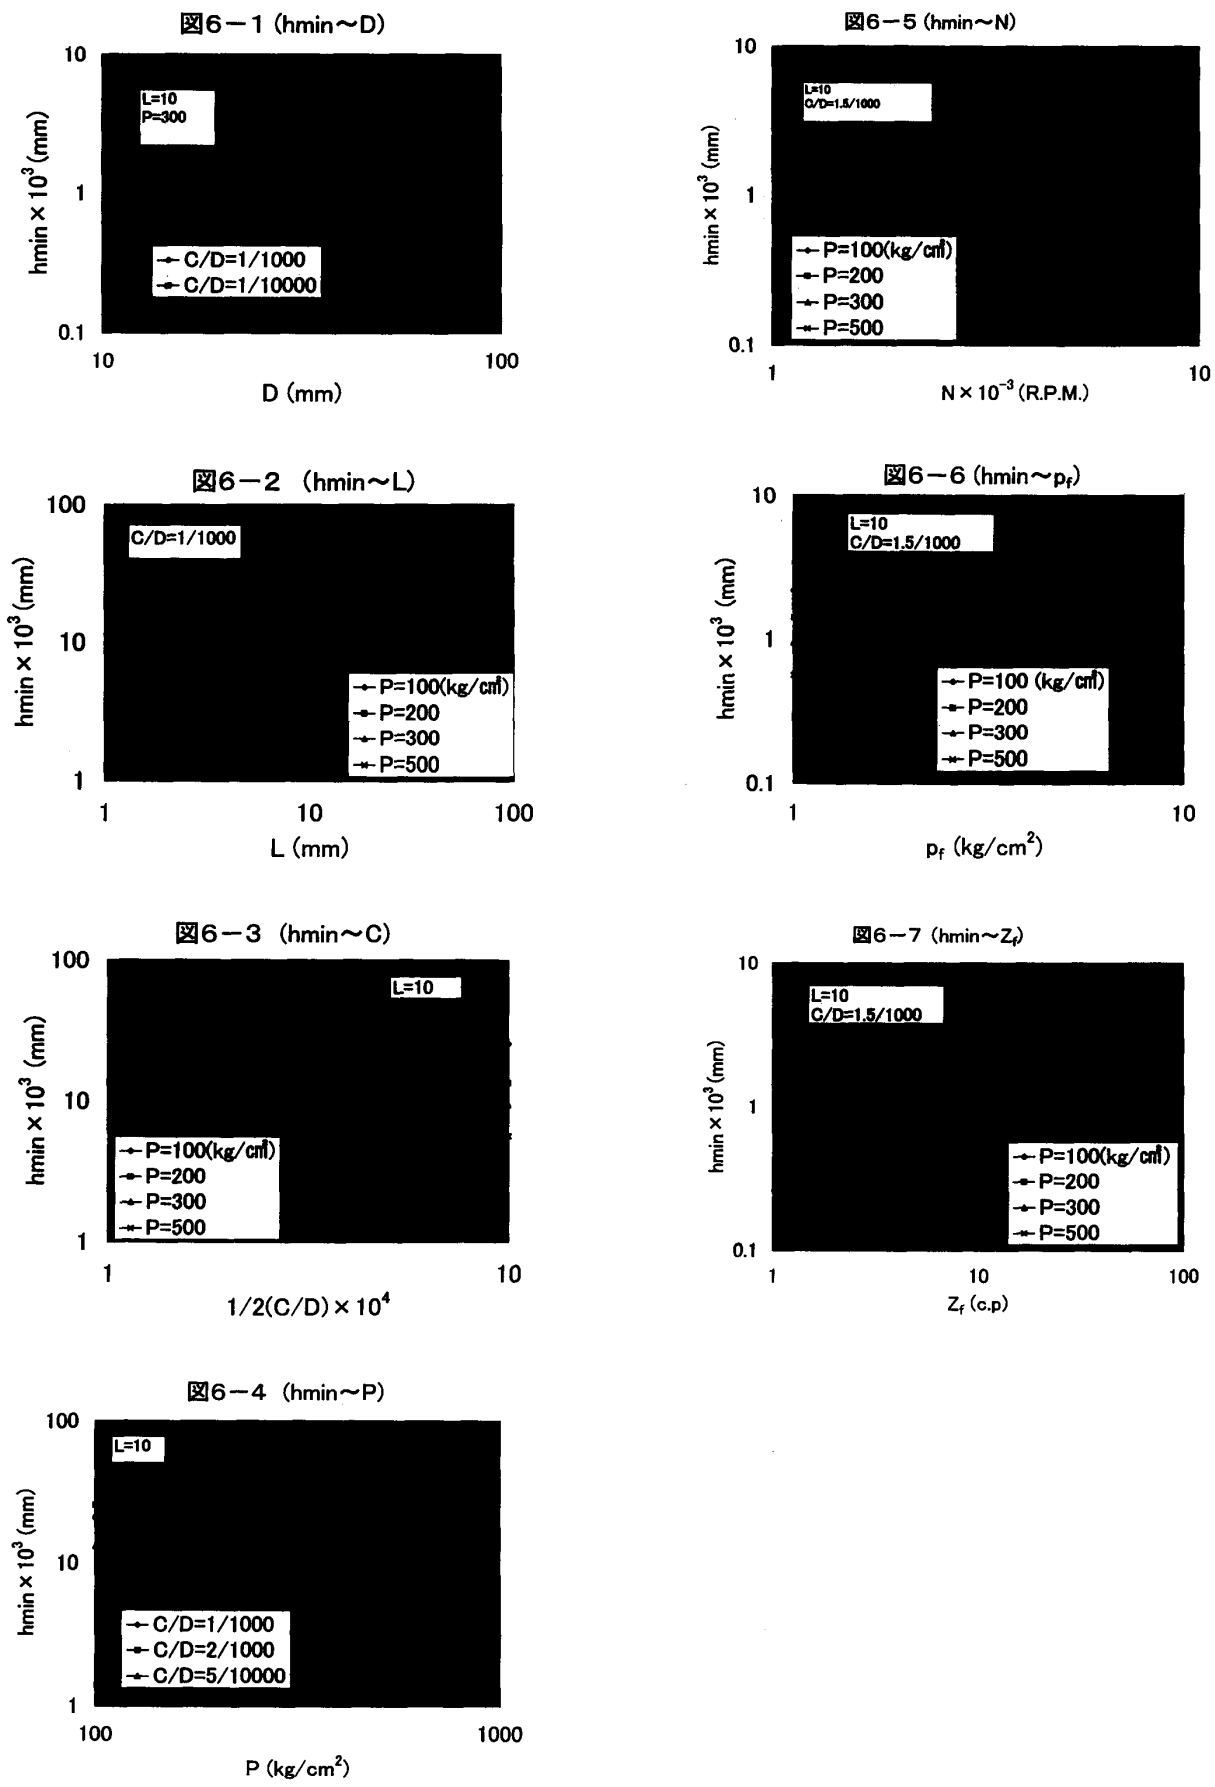 図6－1 (hmin～D)
10
1
0.1
hmin×10³ (mm)
L=10
P=300
C/D=1/1000
C/D=1/10000
10
100
D (mm)
図6－2 (hmin～L)
100
10
1
hmin×10³ (mm)
C/D=1/1000
P=100(kg/c㎡)
P=200
P=300
P=500
1
10
100
L (mm)
図6－3 (hmin～C)
100
10
1
hmin×10³ (mm)
L=10
P=100(kg/c㎡)
P=200
P=300
P=500
1
10
1/2(C/D)×10⁴
図6－4 (hmin～P)
100
10
1
hmin×10³ (mm)
L=10
C/D=1/1000
C/D=2/1000
C/D=5/10000
100
1000
P (kg/cm²)
図6－5 (hmin～N)
10
1
0.1
hmin×10³ (mm)
L=10
C/D=1.5/1000
P=100(kg/c㎡)
P=200
P=300
P=500
1
10
N×10⁻³ (R.P.M.)
図6－6 (hmin～pf)
10
1
0.1
hmin×10³ (mm)
L=10
C/D=1.5/1000
P=100 (kg/c㎡)
P=200
P=300
P=500
1
10
pf (kg/cm²)
図6－7 (hmin～Zf)
10
1
0.1
hmin×10³ (mm)
L=10
C/D=1.5/1000
P=100(kg/c㎡)
P=200
P=300
P=500
1
10
100
Zf (c.p)